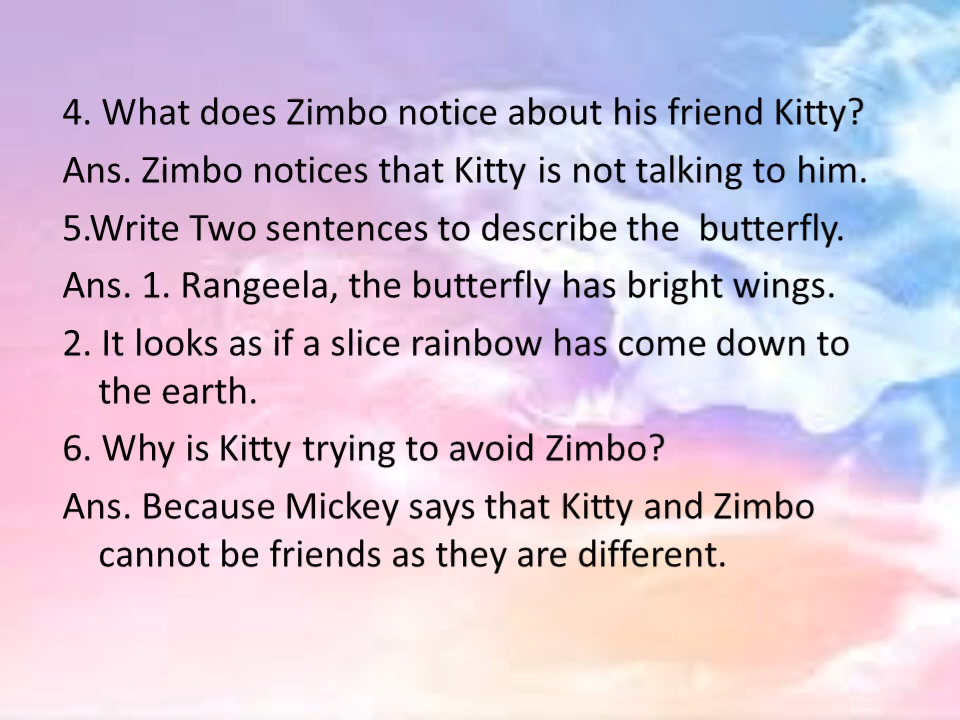 4. What does Zimbo notice about his friend Kitty?
Ans. Zimbo notices that Kitty is not talking to him.
5.Write Two sentences to describe the  butterfly.
Ans. 1. Rangeela, the butterfly has bright wings.
2. It looks as if a slice rainbow has come down to
the earth.
6. Why is Kitty trying to avoid Zimbo?
Ans. Because Mickey says that Kitty and Zimbo
cannot be friends as they are different.